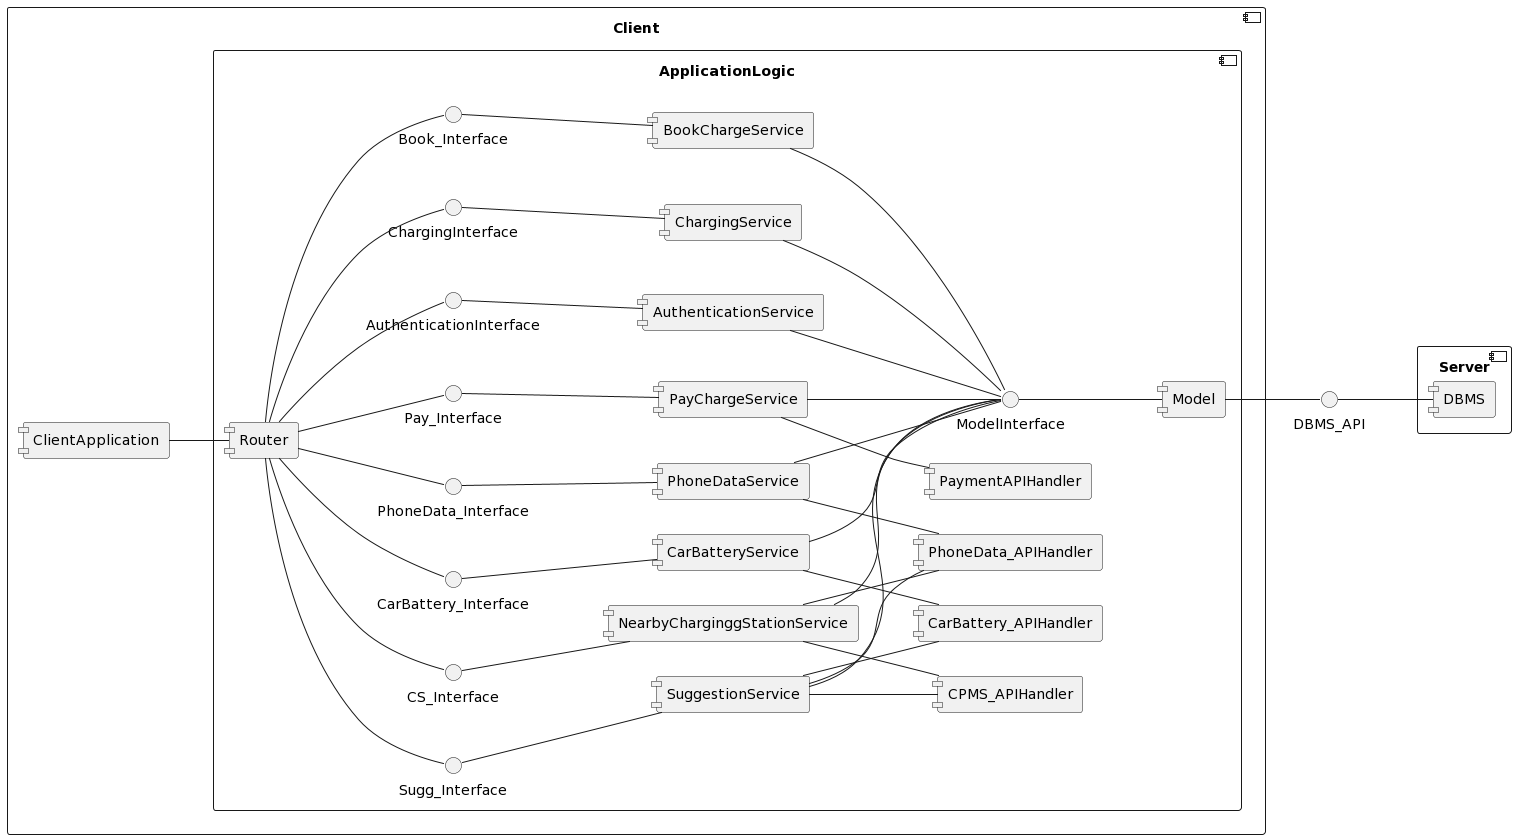 Client
ApplicationLogic
Book_Interface
BookChargeService
ChargingInterface
ChargingService
AuthenticationInterface
AuthenticationService
Server
ClientApplication
Router
Pay_Interface
PayChargeService
ModelInterface
Model
DBMS_API
DBMS
PhoneData_Interface
PhoneDataService
PaymentAPIHandler
CarBatteryService
PhoneData_APIHandler
CarBattery_Interface
NearbyCharginggStationService
CarBattery_APIHandler
CS_Interface
SuggestionService
CPMS_APIHandler
Sugg_Interface